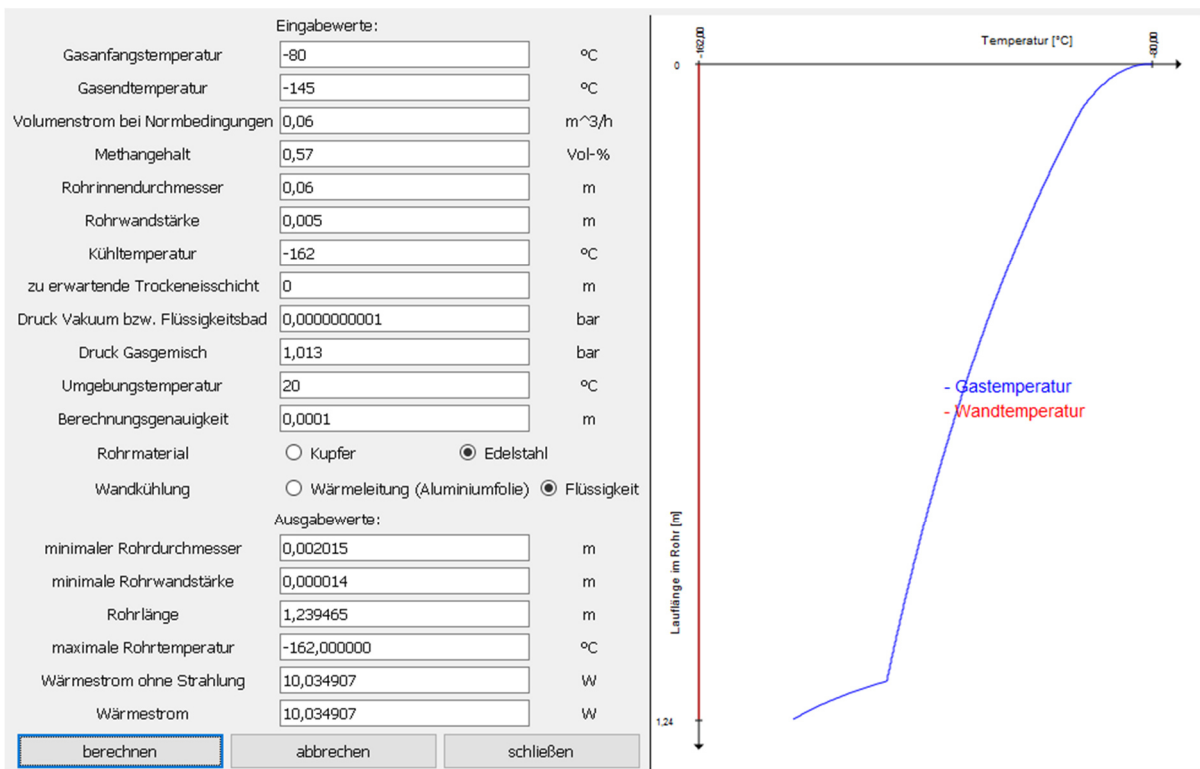 Eingabewerte:
Gasanfangstemperatur -80 °C
Gasendtemperatur -145 °C
Volumenstrom bei Normbedingungen 0,06 m^3/h
Methangehalt 0,57 Vol-%
Rohrinnendurchmesser 0,06 m
Rohrwandstärke 0,005 m
Kühltemperatur -162 °C
zu erwartende Trockeneisschicht 0 m
Druck Vakuum bzw. Flüssigkeitsbad 0,0000000001 bar
Druck Gasgemisch 1,013 bar
Umgebungstemperatur 20 °C
Berechnungsgenauigkeit 0,0001 m
Rohrmaterial Kupfer Edelstahl
Wandkühlung Wärmeleitung (Aluminiumfolie) Flüssigkeit
Ausgabewerte:
minimaler Rohrdurchmesser 0,002015 m
minimale Rohrwandstärke 0,000014 m
Rohrlänge 1,239465 m
maximale Rohrtemperatur -162,000000 °C
Wärmestrom ohne Strahlung 10,034907 W
Wärmestrom 10,034907 W
berechnen abbrechen schließen
-162,00
Temperatur [°C]
-80,00
0
- Gastemperatur
- Wandtemperatur
Lauflänge im Rohr [m]
1,24